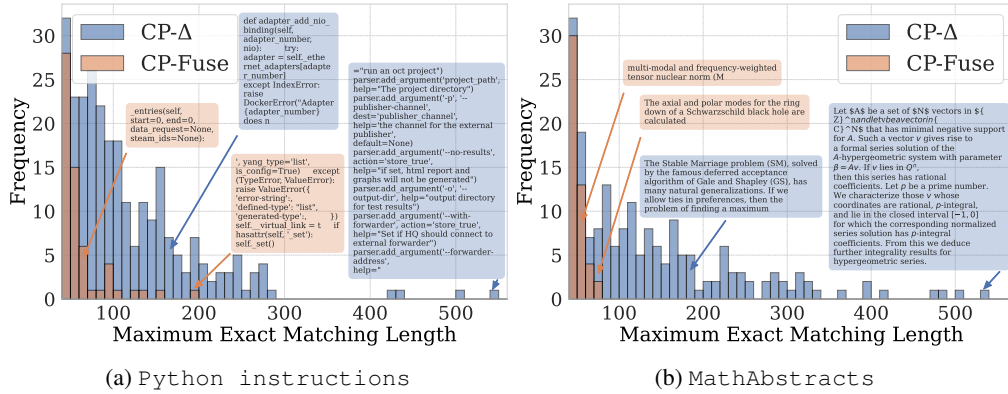 CP-Δ
CP-Fuse
def adapter_add_nio_
binding(self,
adapter_number,
nio): try:
adapter = self._ethe
rnet_adapters[adapte
r_number]
except IndexError:
raise
DockerError("Adapter
{adapter_number}
does n
_entries(self,
start=0, end=0,
data_request=None,
steam_ids=None):
', yang_type='list',
is_config=True) except
(TypeError, ValueError):
raise ValueError({
'error-string':,
'defined-type': "list",
'generated-type':, })
self.__virtual_link = t if
hasattr(self, '_set'):
self._set()
="run an oct project")
parser.add_argument('project_path',
help="The project directory")
parser.add_argument('-p', '--
publisher-channel',
dest='publisher_channel',
help='the channel for the external
publisher',
default=None)
parser.add_argument('--no-results',
action='store_true',
help="if set, html report and
graphs will not be generated")
parser.add_argument('-o', '--
output-dir', help="output directory
for test results")
parser.add_argument('--with-
forwarder', action='store_true',
help="Set if HQ should connect to
external forwarder")
parser.add_argument('--forwarder-
address',
help="
Frequency
30
25
20
15
10
5
0
100 200 300 400 500
Maximum Exact Matching Length
(a) Python instructions
CP-Δ
CP-Fuse
multi-modal and frequency-weighted
tensor nuclear norm (M
The axial and polar modes for the ring
down of a Schwarzschild black hole are
calculated
The Stable Marriage problem (SM), solved
by the famous deferred acceptance
algorithm of Gale and Shapley (GS), has
many natural generalizations. If we
allow ties in preferences, then the
problem of finding a maximum
Let $A$ be a set of $N$ vectors in ${
Z}^nandletvbeavectorin{
C}^N$ that has minimal negative support
for A. Such a vector v gives rise to
a formal series solution of the
A-hypergeometric system with parameter
β = Av. If v lies in Qⁿ,
then this series has rational
coefficients. Let p be a prime number.
We characterize those v whose
coordinates are rational, p-integral,
and lie in the closed interval [−1, 0]
for which the corresponding normalized
series solution has p-integral
coefficients. From this we deduce
further integrality results for
hypergeometric series.
Frequency
30
25
20
15
10
5
0
100 200 300 400 500
Maximum Exact Matching Length
(b) MathAbstracts